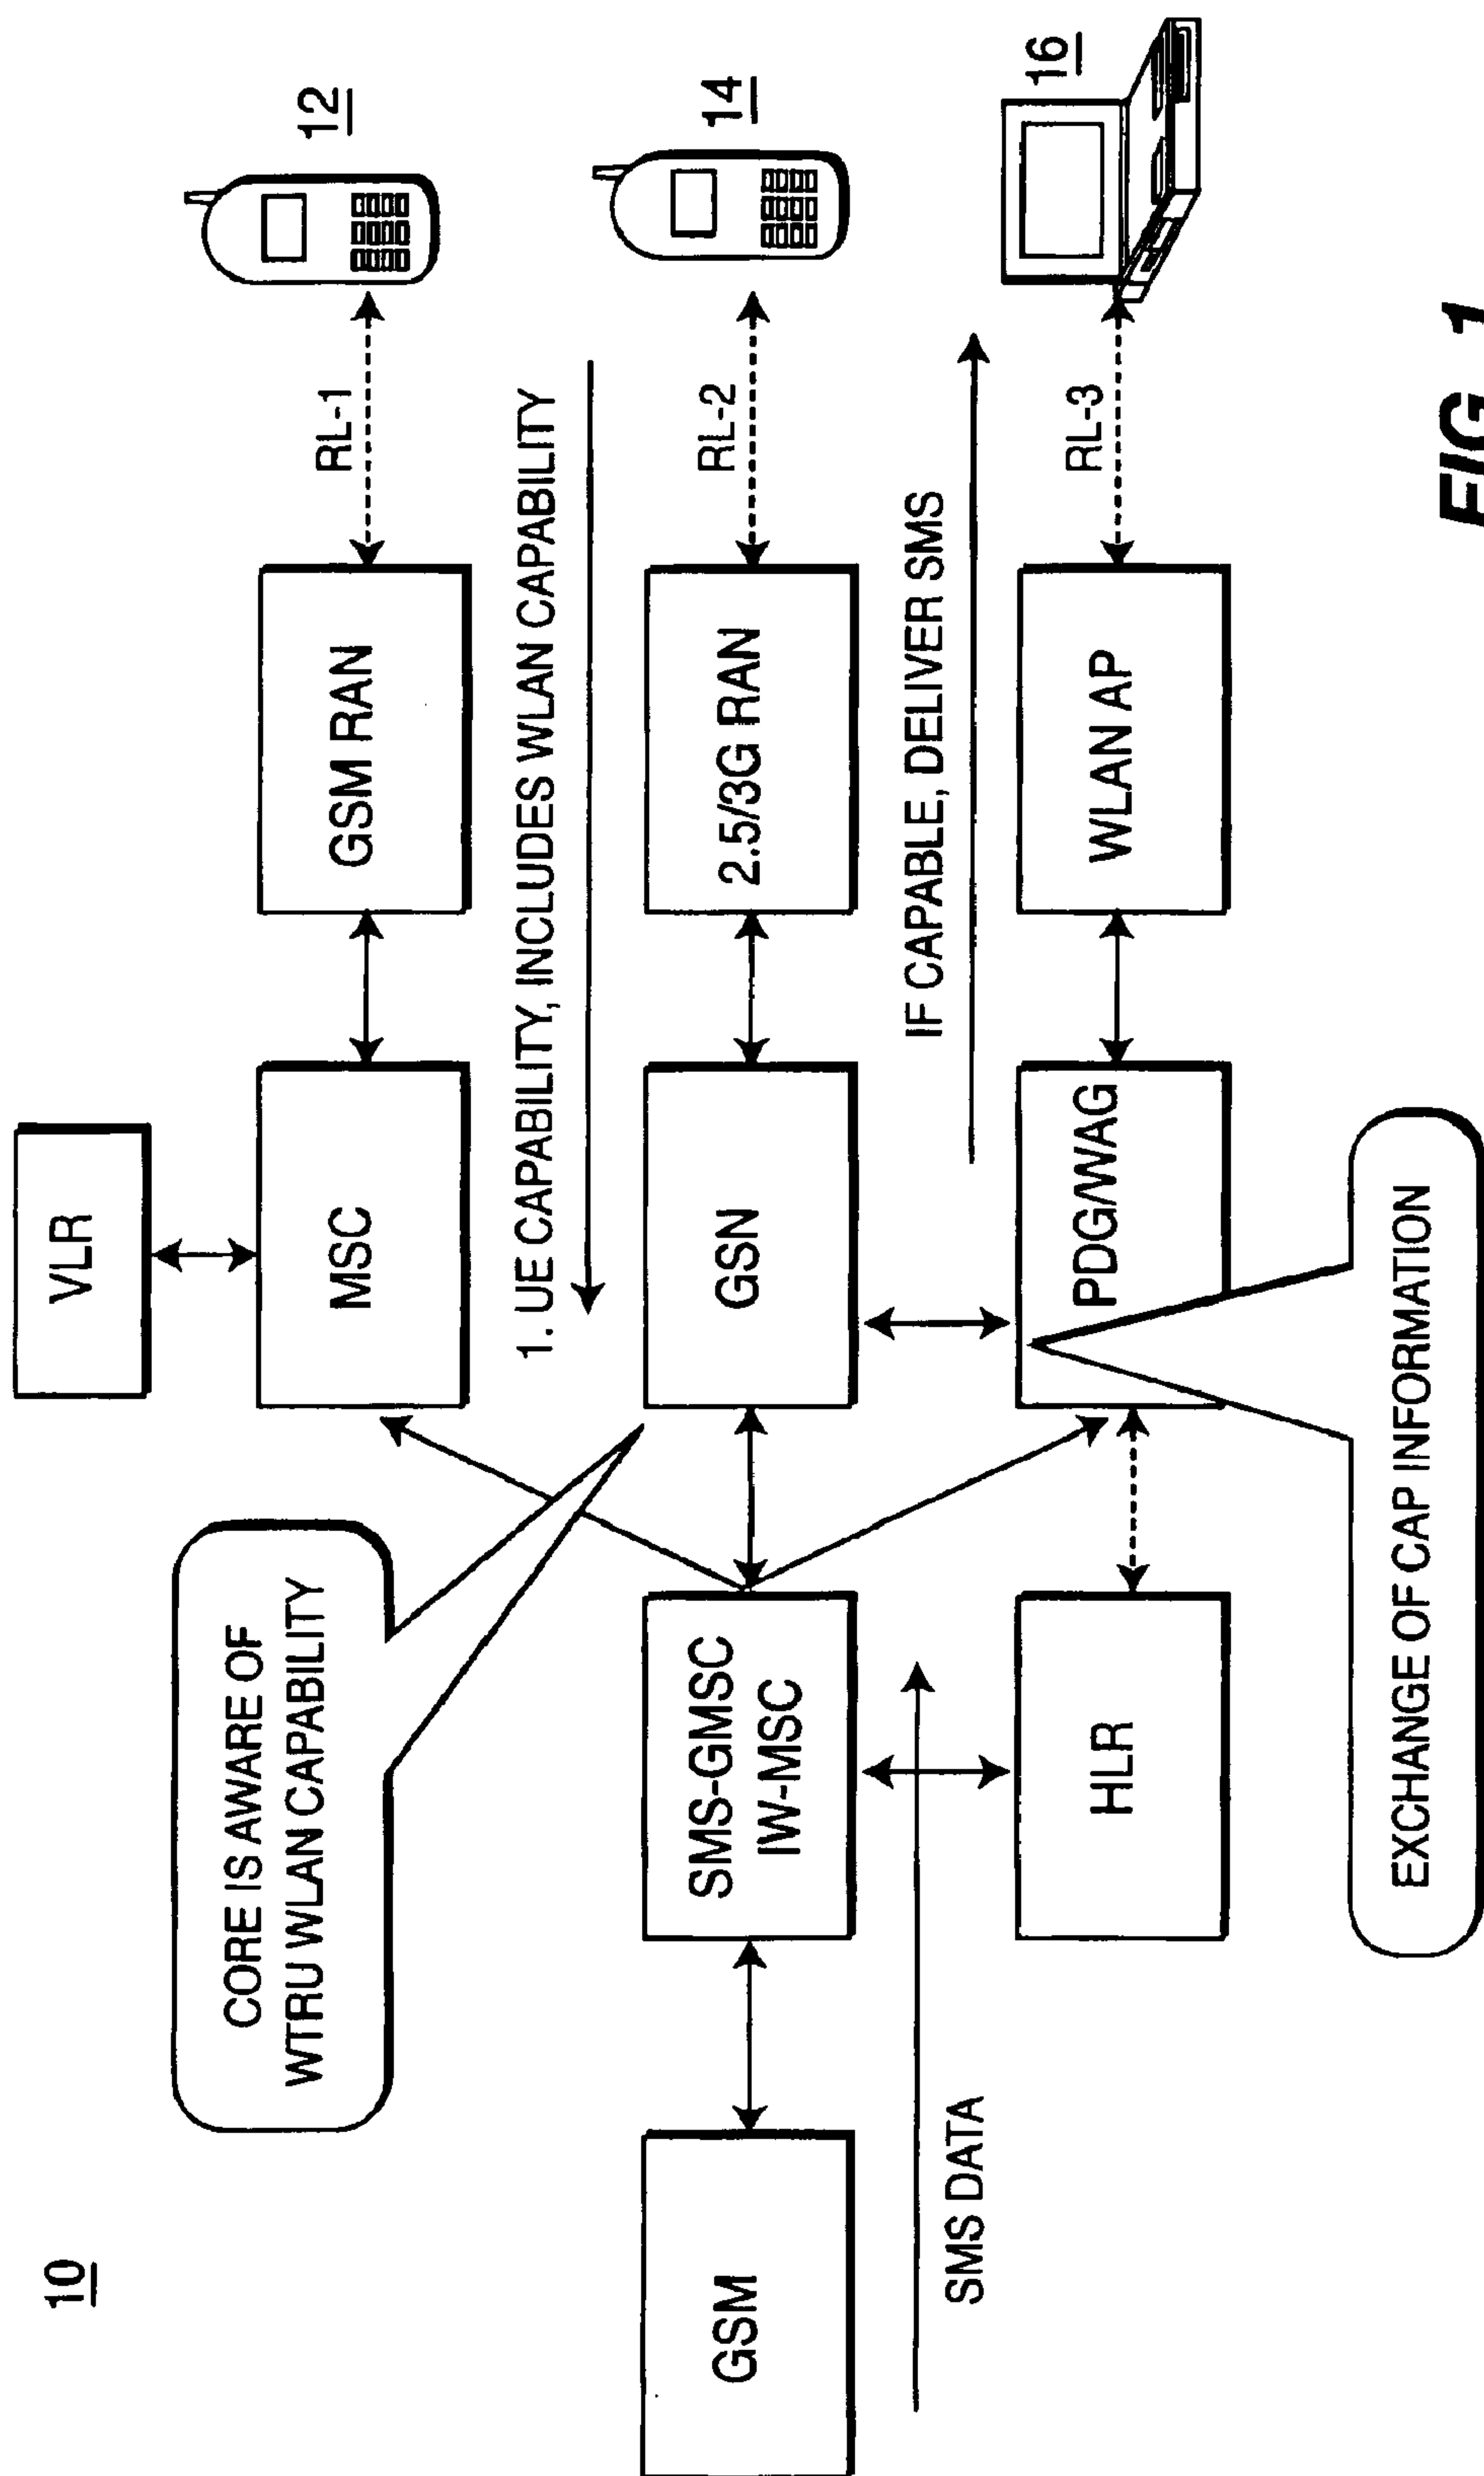 10
VLR
12
CORE IS AWARE OF
WTRU WLAN CAPABILITY
MSC
GSM RAN
RL-1
1. UE CAPABILITY, INCLUDES WLAN CAPABILITY
14
GSM
SMS-GMSC
IW-MSC
GSN
2.5/3G RAN
RL-2
SMS DATA
IF CAPABLE, DELIVER SMS
16
HLR
PDG/WAG
WLAN AP
RL-3
EXCHANGE OF CAP INFORMATION
FIG. 1